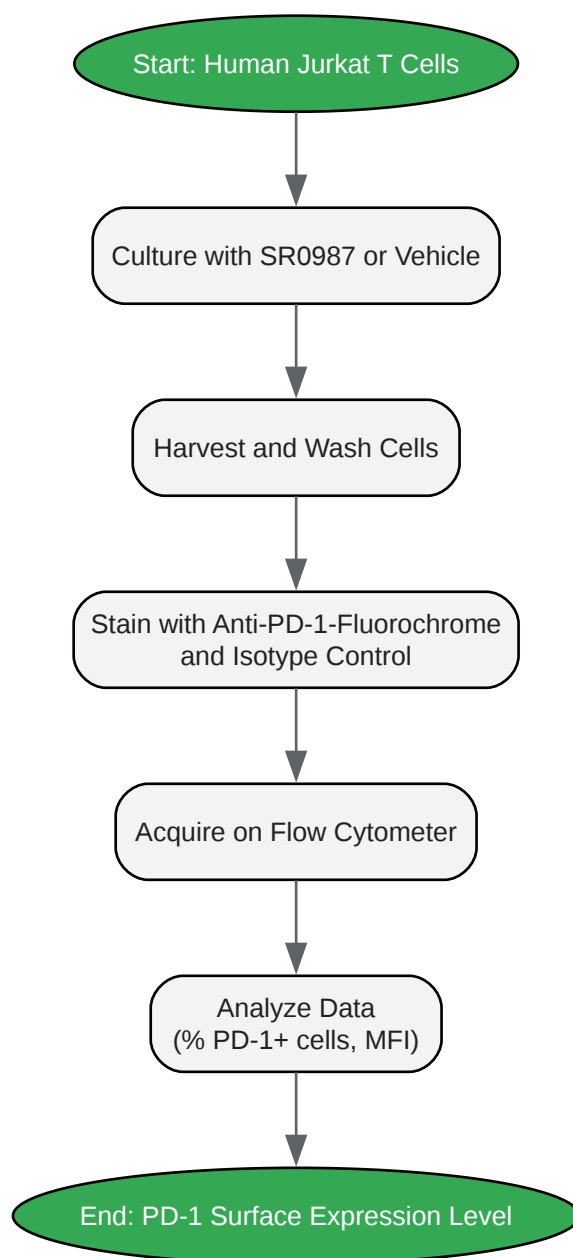 Start: Human Jurkat T Cells
Culture with SR0987 or Vehicle
Harvest and Wash Cells
Stain with Anti-PD-1-Fluorochrome
and Isotype Control
Acquire on Flow Cytometer
Analyze Data
(% PD-1+ cells, MFI)
End: PD-1 Surface Expression Level